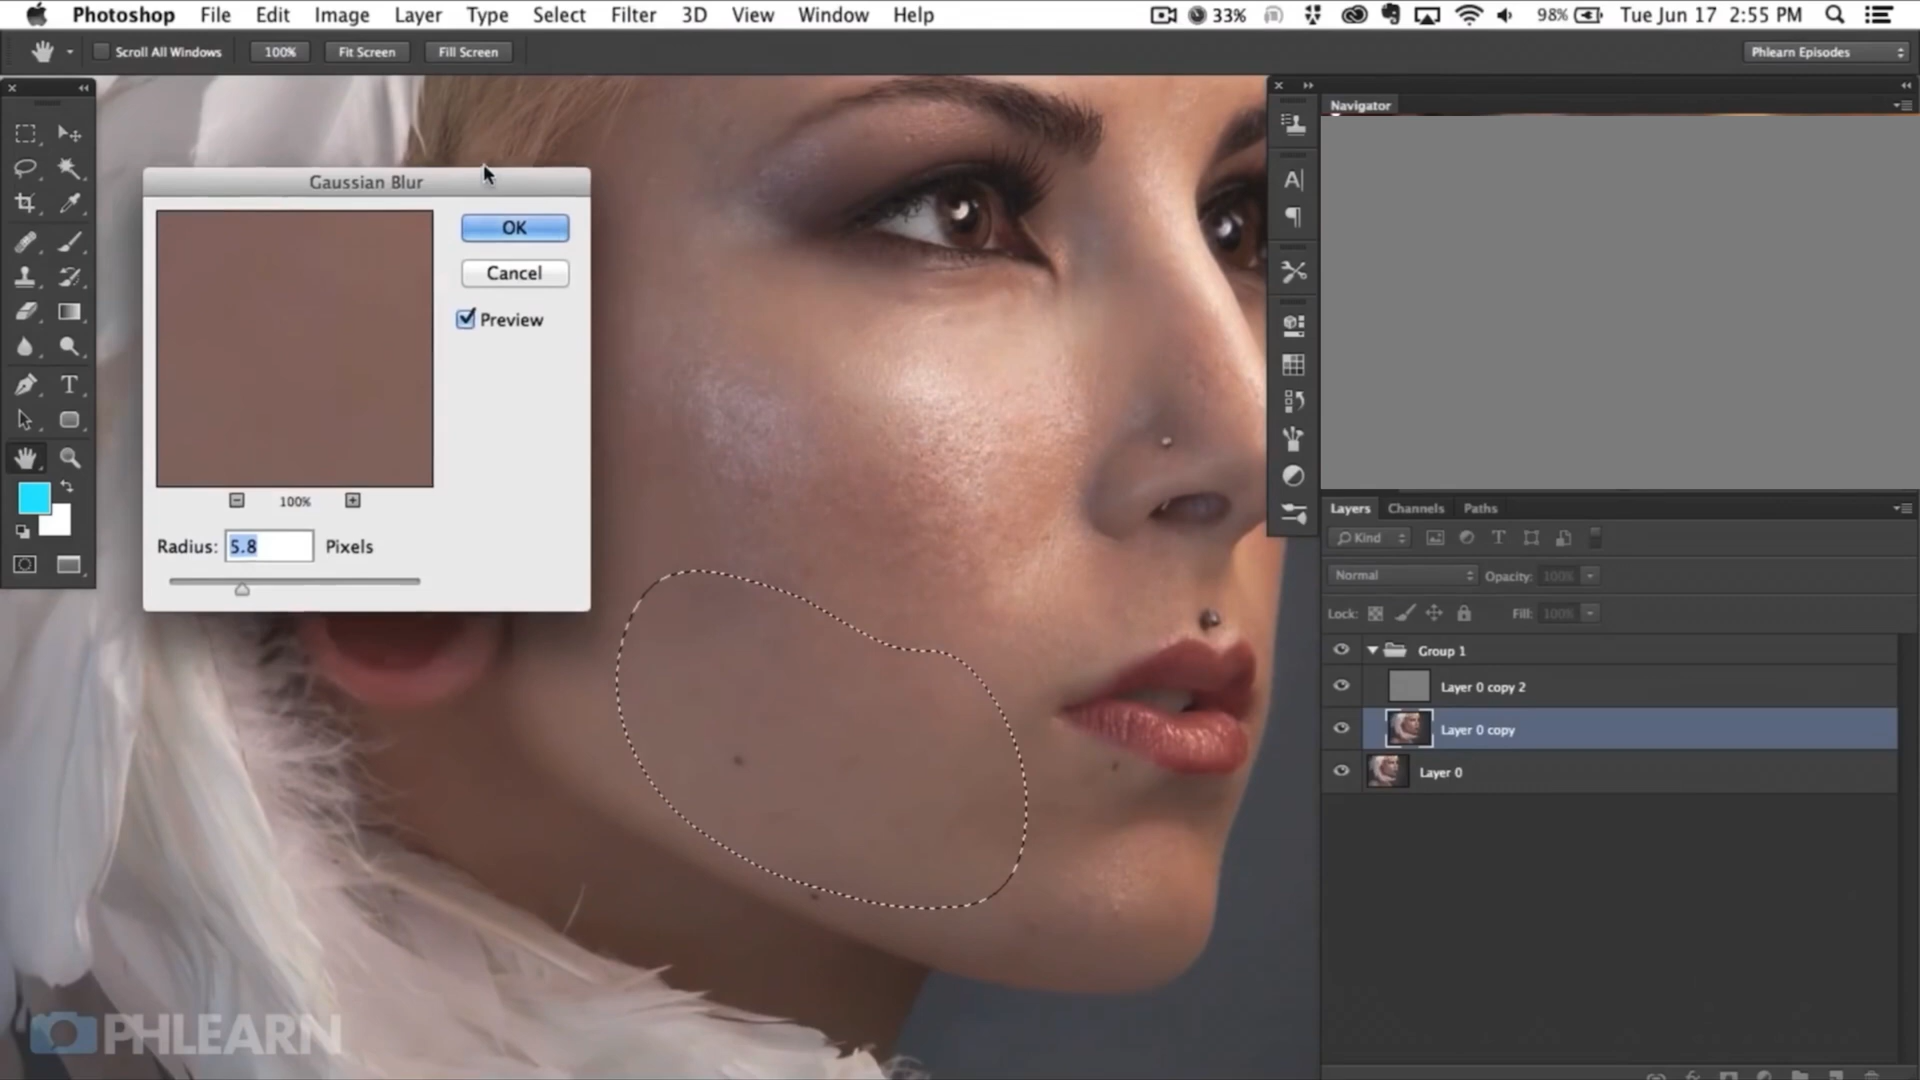 Photoshop File Edit Image Layer Type Select Filter 3D View Window Help 33% 98% Tue Jun 17 2:55 PM
Scroll All Windows 100% Fit Screen Fill Screen Phlearn Episodes
Navigator
A
T
Gaussian Blur
OK
Cancel
Preview
100%
Radius: 5.8 Pixels
Layers Channels Paths
Kind T
Normal Opacity: 100%
Lock: Fill: 100%
Group 1
Layer 0 copy 2
Layer 0 copy
Layer 0
PHLEARN